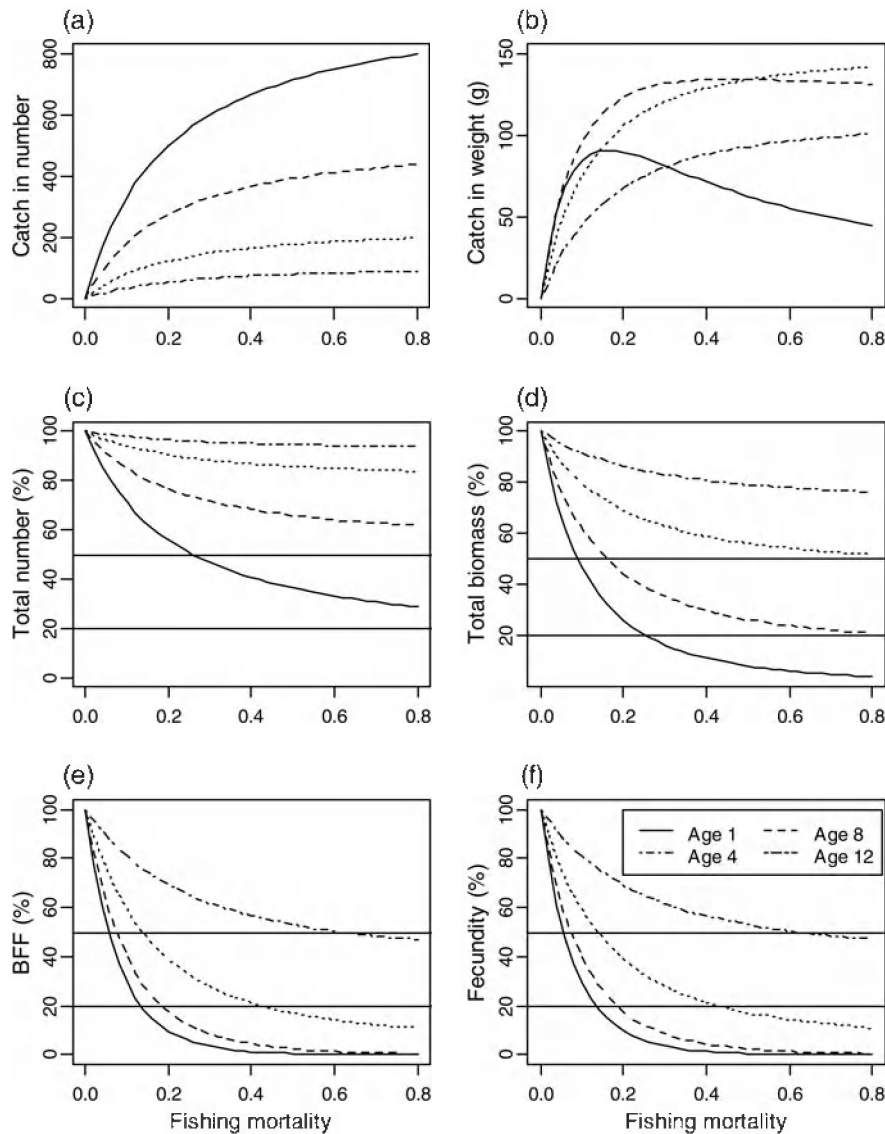 (a)
800
600
400
200
0
Catch in number
0.0 0.2 0.4 0.6 0.8
(b)
150
100
50
0
Catch in weight (g)
0.0 0.2 0.4 0.6 0.8
(c)
100
80
60
40
20
0
Total number (%)
0.0 0.2 0.4 0.6 0.8
(d)
100
80
60
40
20
Total biomass (%)
0.0 0.2 0.4 0.6 0.8
(e)
100
80
60
40
20
0
BFF (%)
0.0 0.2 0.4 0.6 0.8
Fishing mortality
(f)
100
80
60
40
20
0
Fecundity (%)
Age 1 Age 8
Age 4 Age 12
0.0 0.2 0.4 0.6 0.8
Fishing mortality